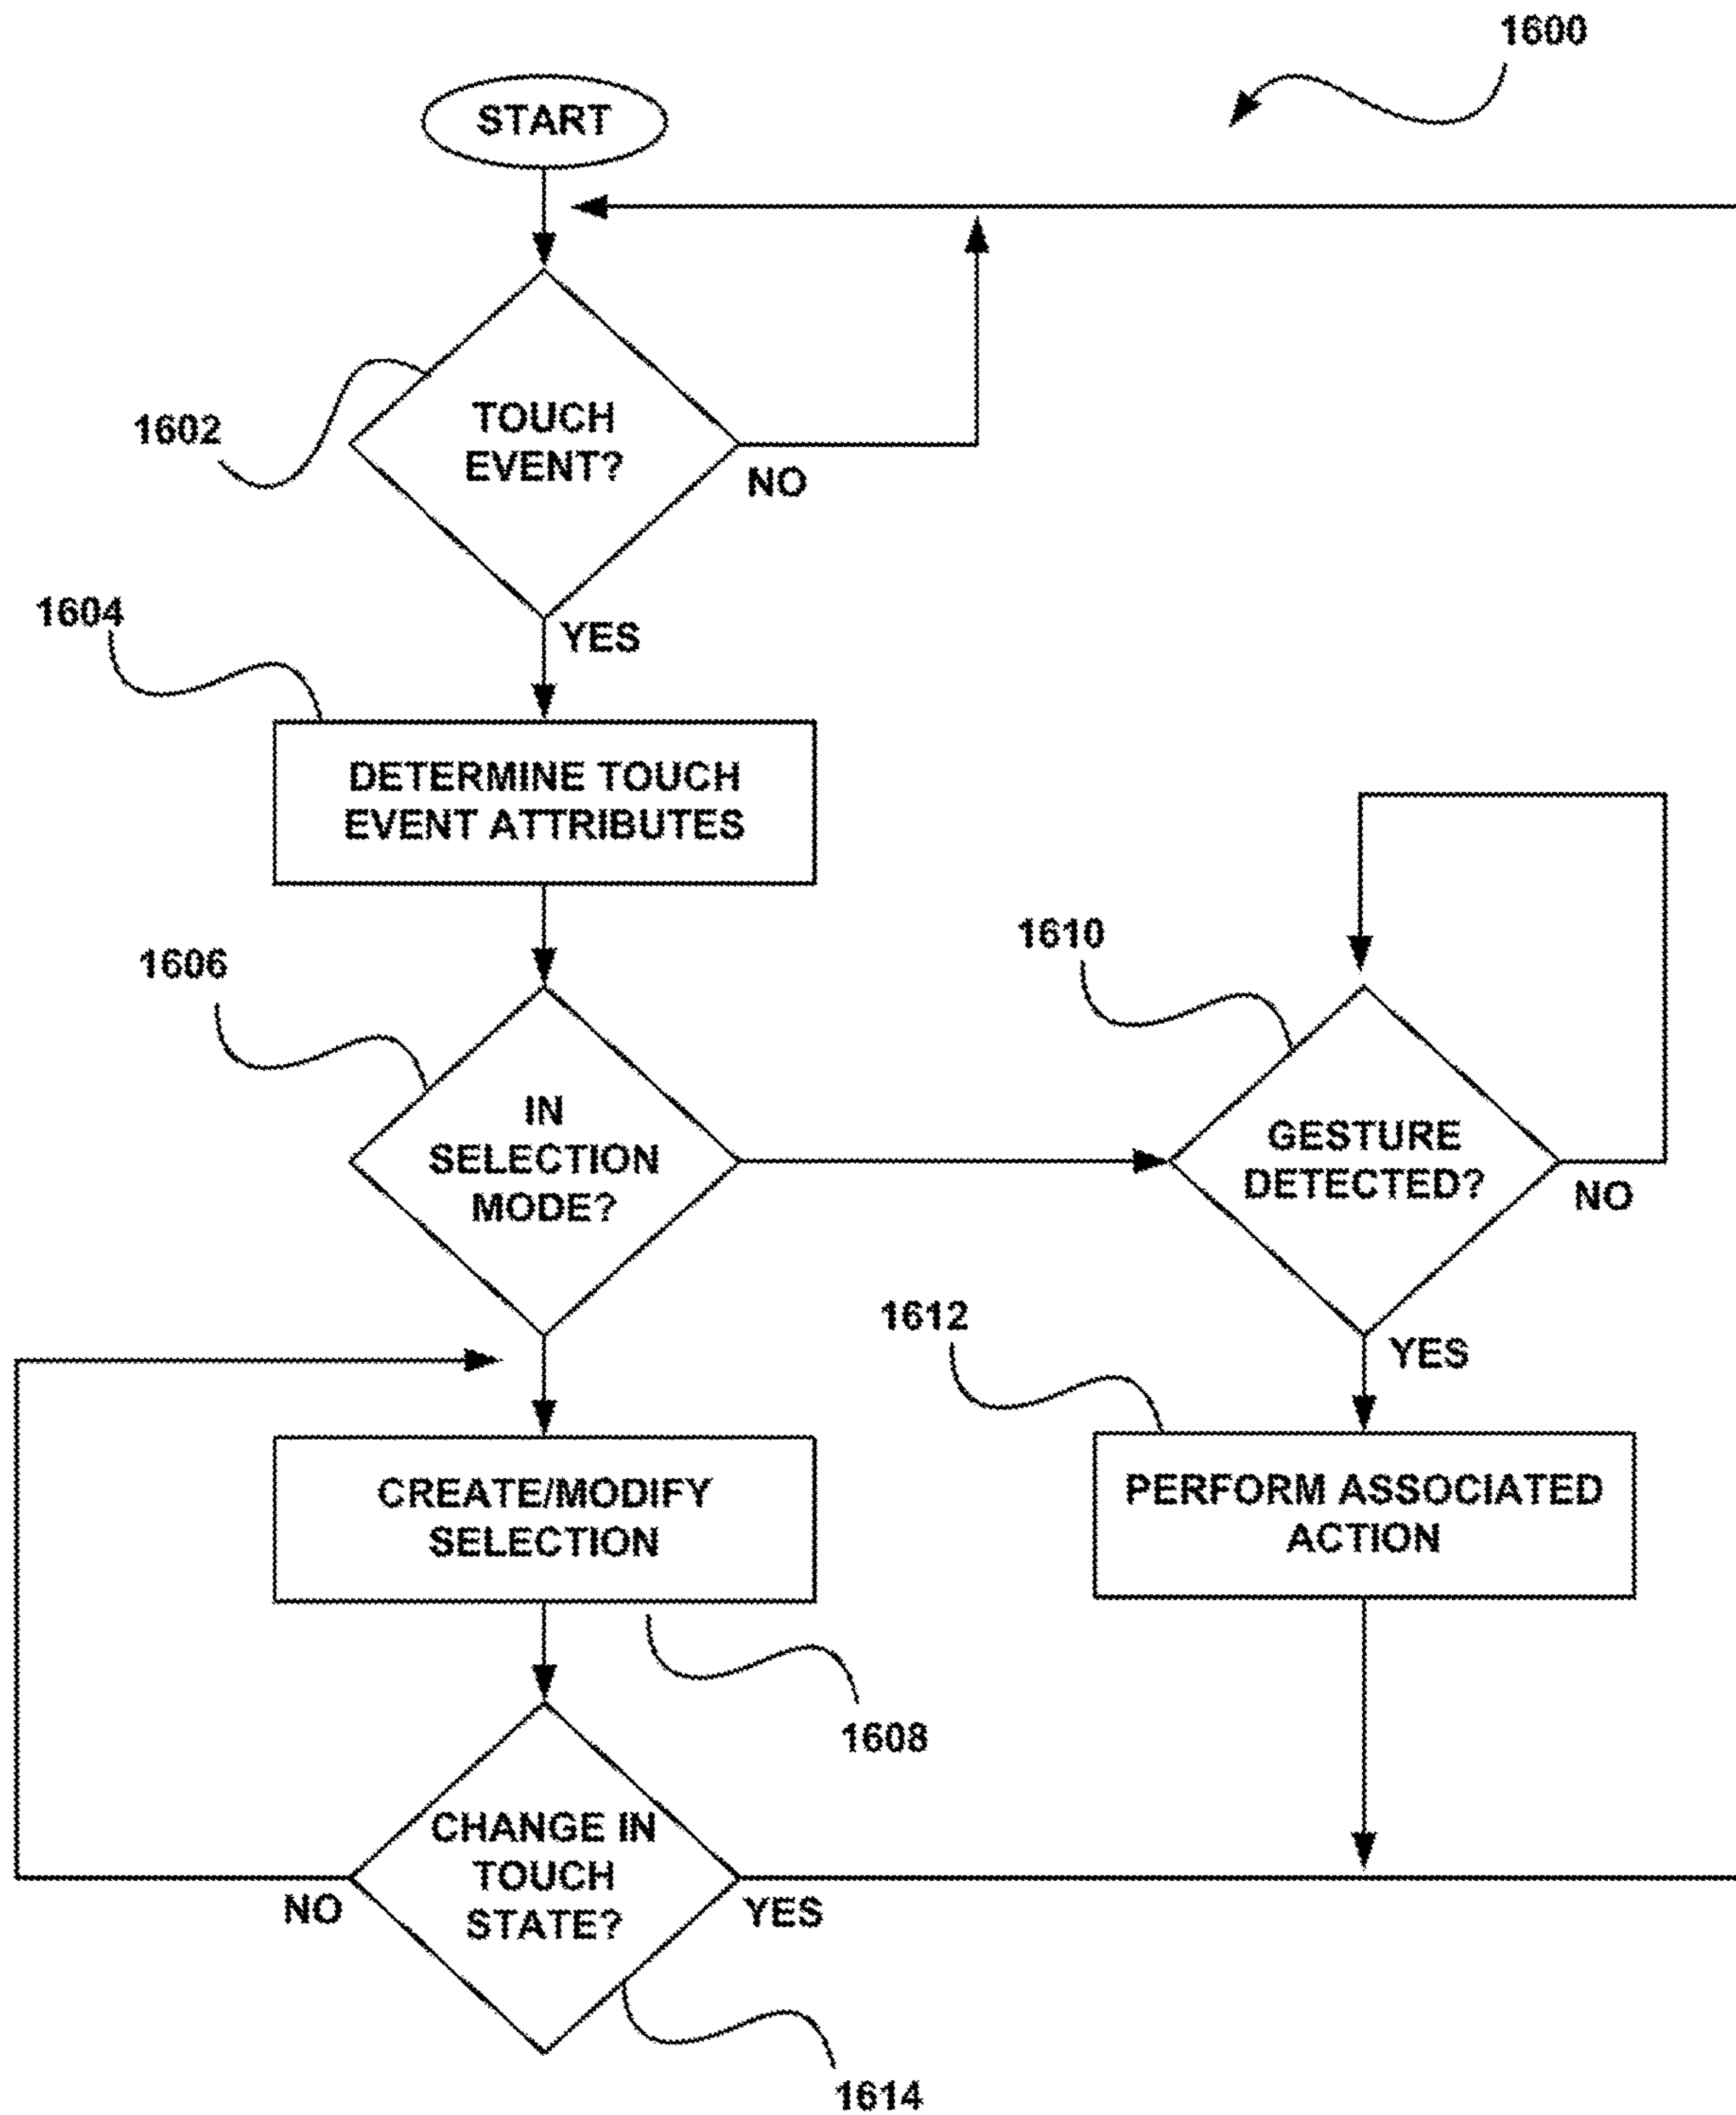 1600
START
1602
TOUCH
EVENT?
NO
YES
1604
DETERMINE TOUCH
EVENT ATTRIBUTES
1606
IN
SELECTION
MODE?
1610
GESTURE
DETECTED?
NO
YES
1612
PERFORM ASSOCIATED
ACTION
CREATE/MODIFY
SELECTION
1608
CHANGE IN
TOUCH
STATE?
NO
YES
1614